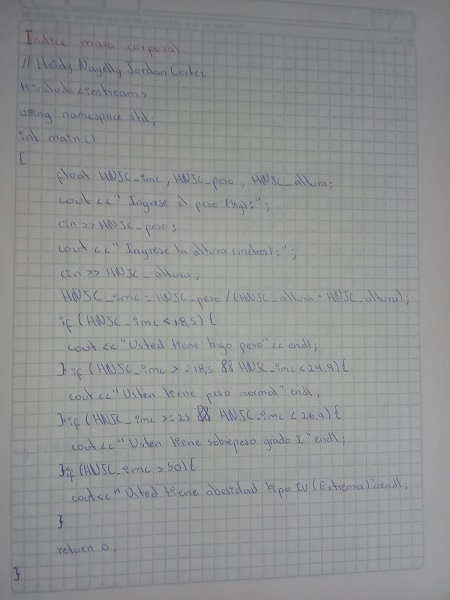 Indice masa corporal
// Heidy Nayelly Jordan Cortez
#include <iostream>
using namespace std;
int main ()
{
float HNJC_imc, HNJC_peso, HNJC_altura;
cout << " Ingrese el peso (kg): ";
cin >> HNJC_peso;
cout << " Ingrese la altura (metros): ";
cin >> HNJC_altura;
HNJC_imc = HNJC_peso / (HNJC_altura * HNJC_altura);
if (HNJC_imc < 18,5) {
cout << "Usted tiene bajo peso" << endl;
} if (HNJC_imc > = 18,5 && HNJC_imc < 24,9) {
cout << "Usten tiene peso normal" endl,
} if (HNJC_imc >= 25 && HNJC_imc < 26,9) {
cout << "Usten tiene sobrepeso grado I" endl;
} if (HNJC_imc > 50) {
cout << " Usted tiene obesidad tipo IV (Extrema)" << endl,
}
return 0;
}